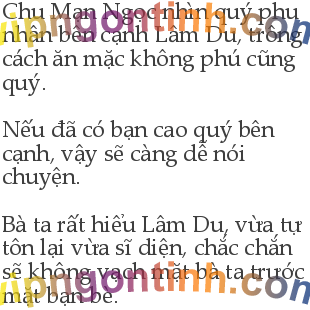 Chu Mạn Ngọc nhìn quý phu
nhân bên cạnh Lâm Du, trông
cách ăn mặc không phú cũng
quý.
Nếu đã có bạn cao quý bên
cạnh, vậy sẽ càng dễ nói
chuyện.
Bà ta rất hiểu Lâm Du, vừa tự
tôn lại vừa sĩ diện, chắc chắn
sẽ không vạch mặt bà ta trước
mặt bạn bè.
vipngontinh.com
vipngontinh.com